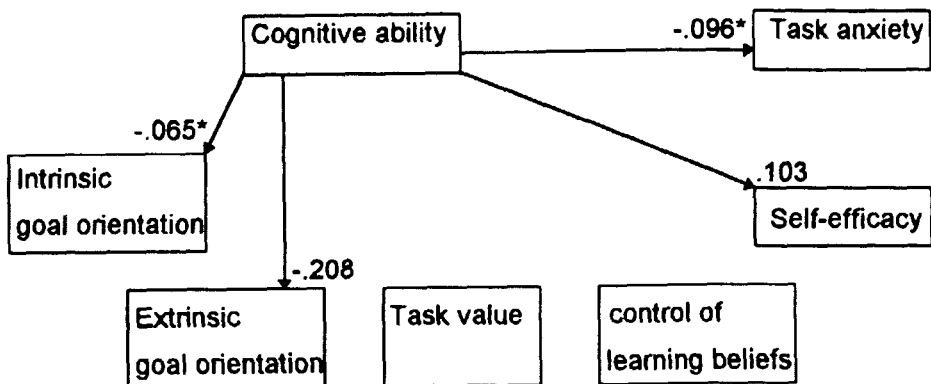 Cognitive ability
-.096*
Task anxiety
-.065*
Intrinsic
goal orientation
.103
Self-efficacy
-.208
Extrinsic
goal orientation
Task value
control of
learning beliefs